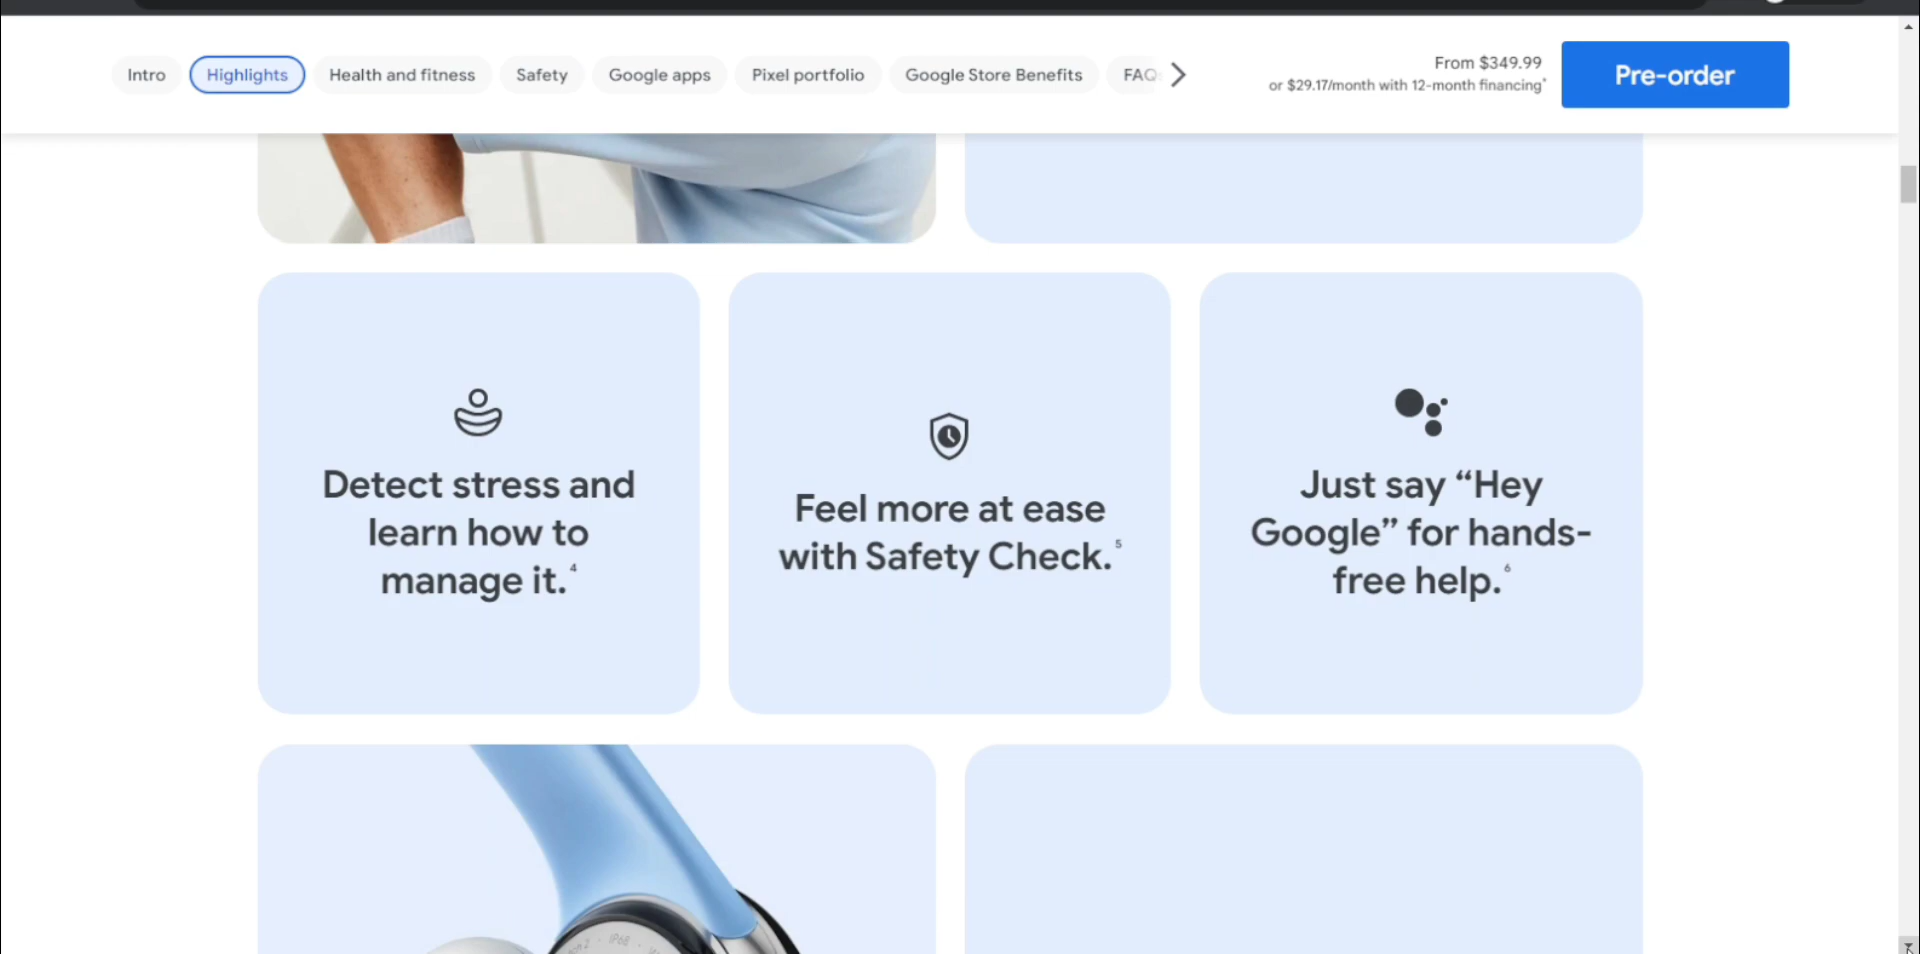 Intro
Highlights
Health and fitness
Safety
Google apps
Pixel portfolio
Google Store Benefits
FAQ
From $349.99
or $29.17/month with 12-month financing*
Pre-order
Detect stress and
learn how to
manage it.4
Feel more at ease
with Safety Check.5
Just say “Hey
Google” for hands-
free help.6
IP68